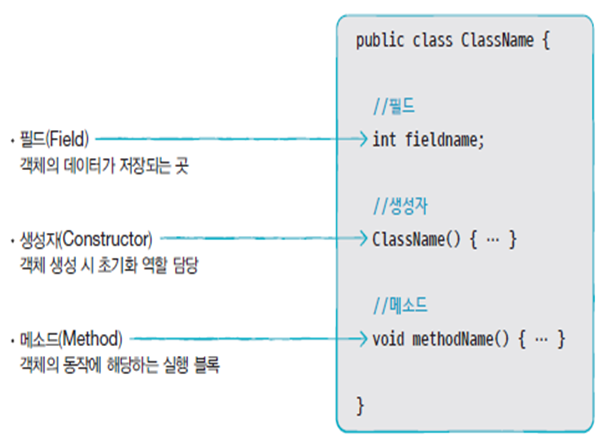 public class ClassName {
//필드
· 필드(Field)
int fieldname;
객체의 데이터가 저장되는 곳
//생성자
· 생성자(Constructor)
ClassName() { … }
객체 생성 시 초기화 역할 담당
//메소드
· 메소드(Method)
void methodName() { … }
객체의 동작에 해당하는 실행 블록
}